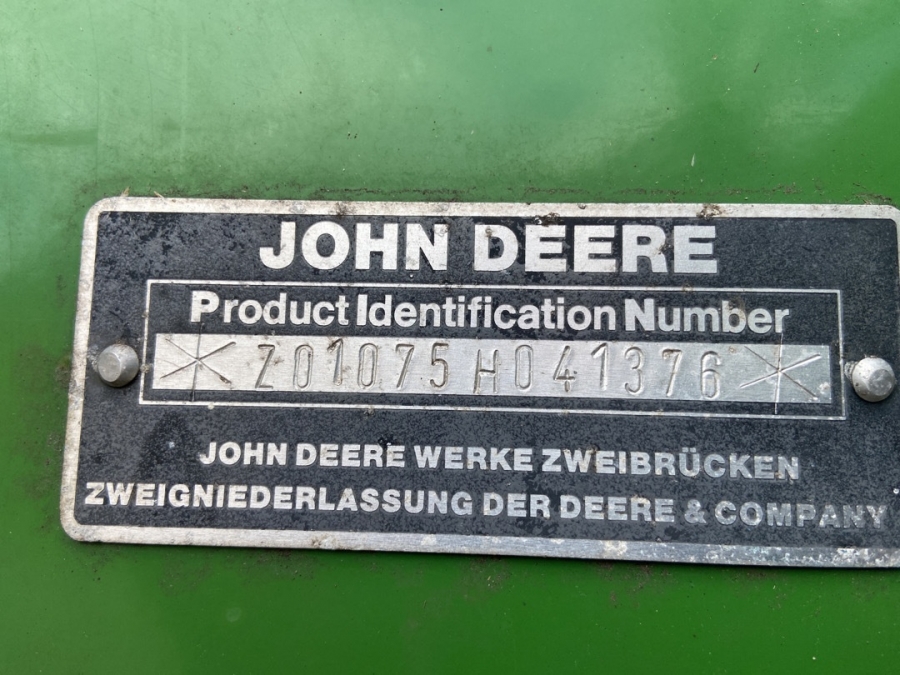 JOHN DEERE
Product Identification Number
*Z01075H041376*
JOHN DEERE WERKE ZWEIBRÜCKEN
ZWEIGNIEDERLASSUNG DER DEERE & COMPANY